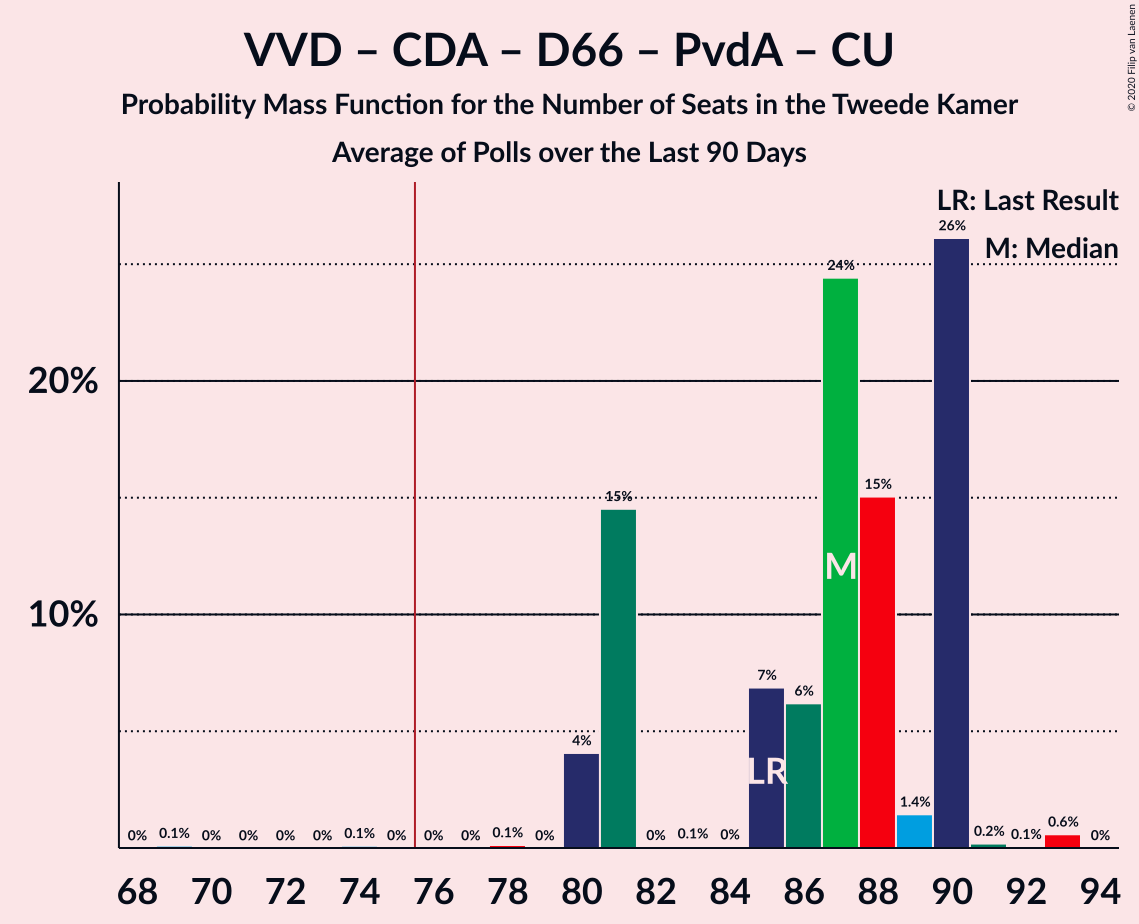 VVD – CDA – D66 – PvdA – CU
Probability Mass Function for the Number of Seats in the Tweede Kamer
Average of Polls over the Last 90 Days
© 2020 Filip van Laenen
LR: Last Result
M: Median
20%
10%
0% 0.1% 0% 0% 0% 0% 0.1% 0% 0% 0% 0.1% 0% 4% 15% 0% 0.1% 0% 7% 6% 24% 15% 1.4% 26% 0.2% 0.1% 0.6% 0%
M
LR
68 70 72 74 76 78 80 82 84 86 88 90 92 94